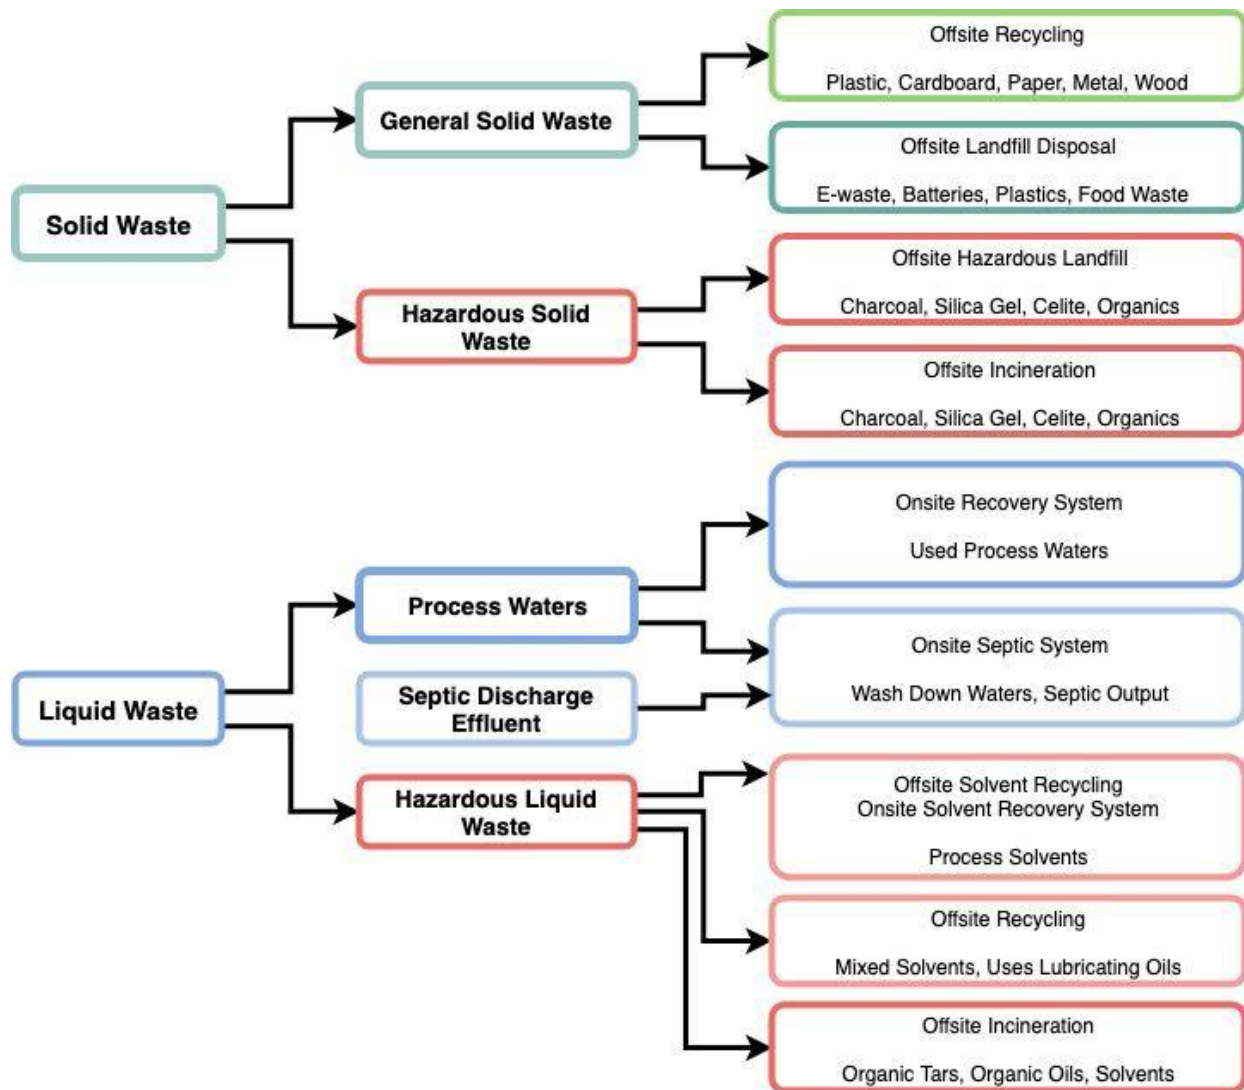 Offsite Recycling
Plastic, Cardboard, Paper, Metal, Wood
General Solid Waste
Offsite Landfill Disposal
E-waste, Batteries, Plastics, Food Waste
Solid Waste
Offsite Hazardous Landfill
Charcoal, Silica Gel, Celite, Organics
Hazardous Solid
Waste
Offsite Incineration
Charcoal, Silica Gel, Celite, Organics
Onsite Recovery System
Used Process Waters
Process Waters
Onsite Septic System
Wash Down Waters, Septic Output
Liquid Waste
Septic Discharge
Effluent
Hazardous Liquid
Waste
Offsite Solvent Recycling
Onsite Solvent Recovery System
Process Solvents
Offsite Recycling
Mixed Solvents, Uses Lubricating Oils
Offsite Incineration
Organic Tars, Organic Oils, Solvents